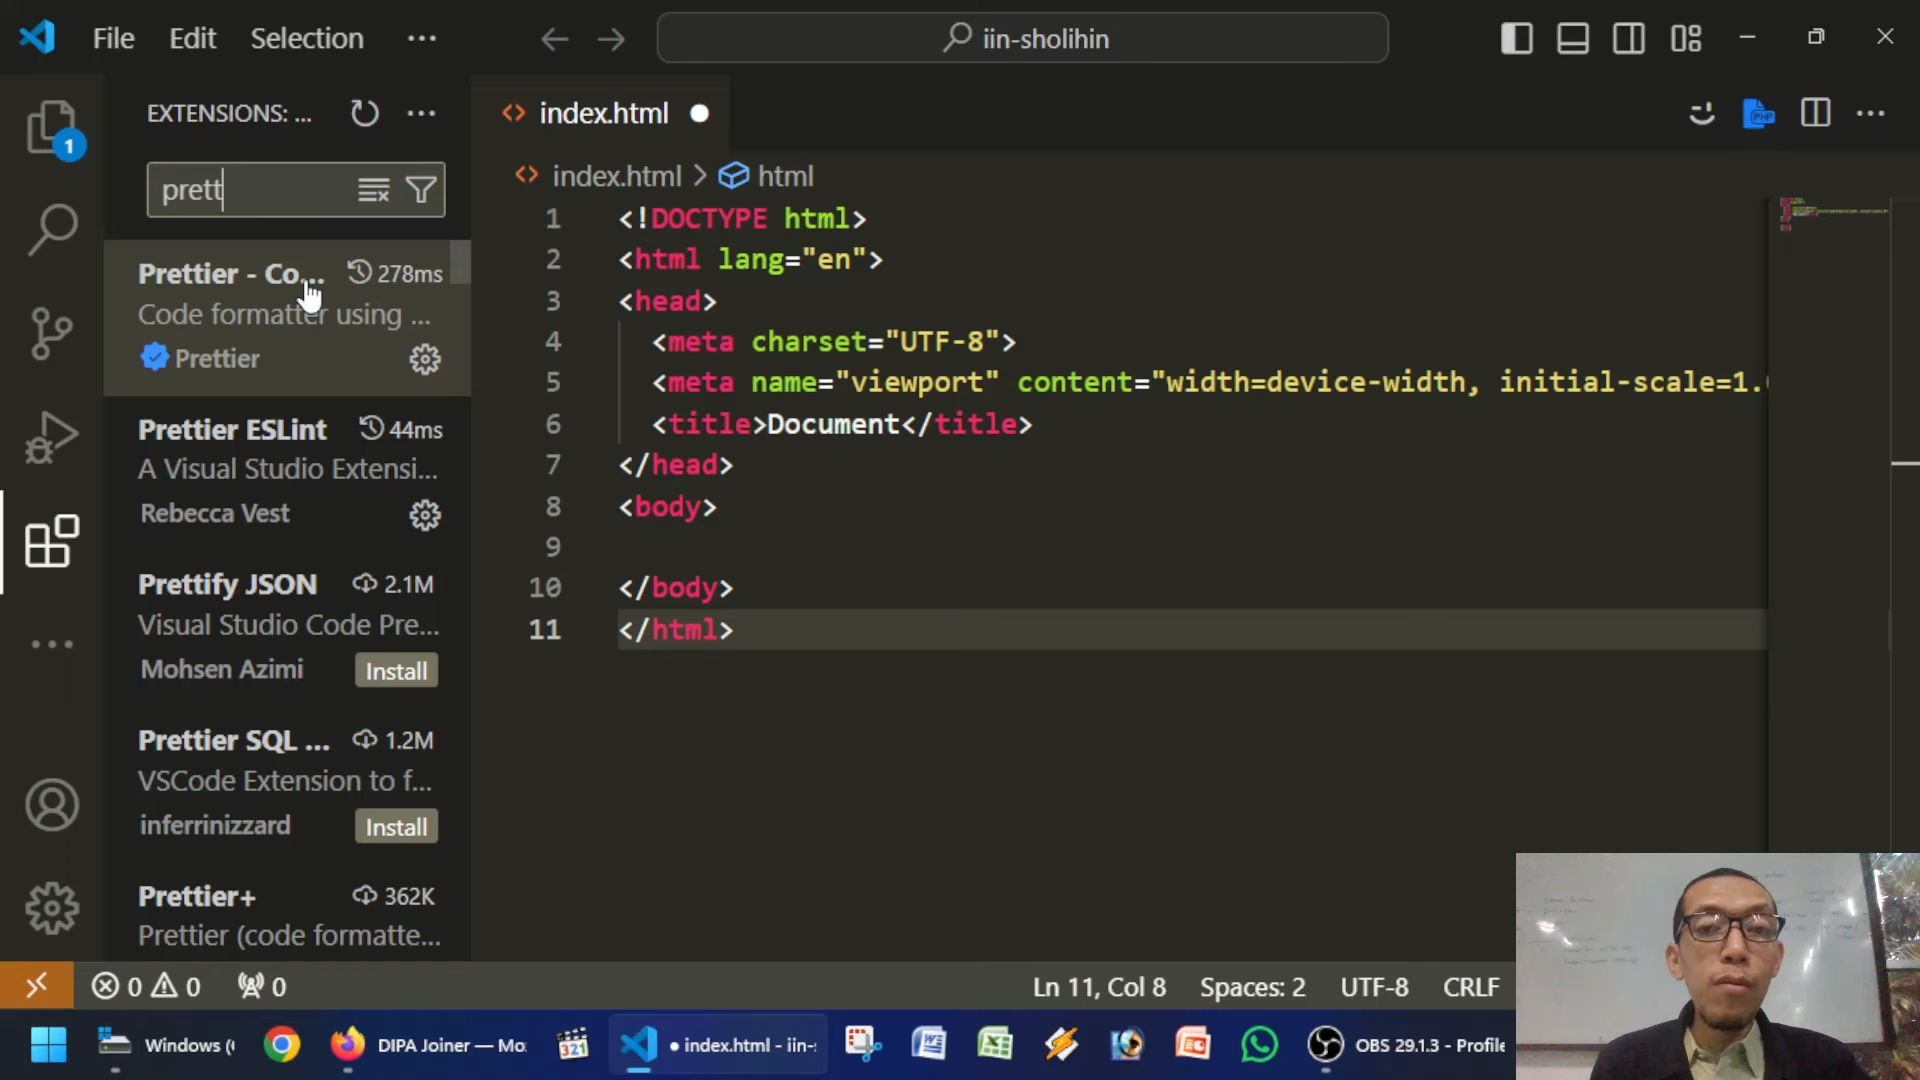 File Edit Selection ...
iin-sholihin
EXTENSIONS: ...
1
prett
Prettier - Co... 278ms
Code formatter using ...
Prettier
Prettier ESLint 44ms
A Visual Studio Extensi...
Rebecca Vest
Prettify JSON 2.1M
Visual Studio Code Pre...
Mohsen Azimi Install
Prettier SQL ... 1.2M
VSCode Extension to f...
inferrinizzard Install
Prettier+ 362K
Prettier (code formatte...
index.html
PHP
index.html > html
1 <!DOCTYPE html>
2 <html lang="en">
3 <head>
4 <meta charset="UTF-8">
5 <meta name="viewport" content="width=device-width, initial-scale=1.
6 <title>Document</title>
7 </head>
8 <body>
9
10 </body>
11 </html>
0 0 0
Ln 11, Col 8 Spaces: 2 UTF-8 CRLF
Windows ( DIPA Joiner — Mo 321 • index.html - iin-s OBS 29.1.3 - Profile